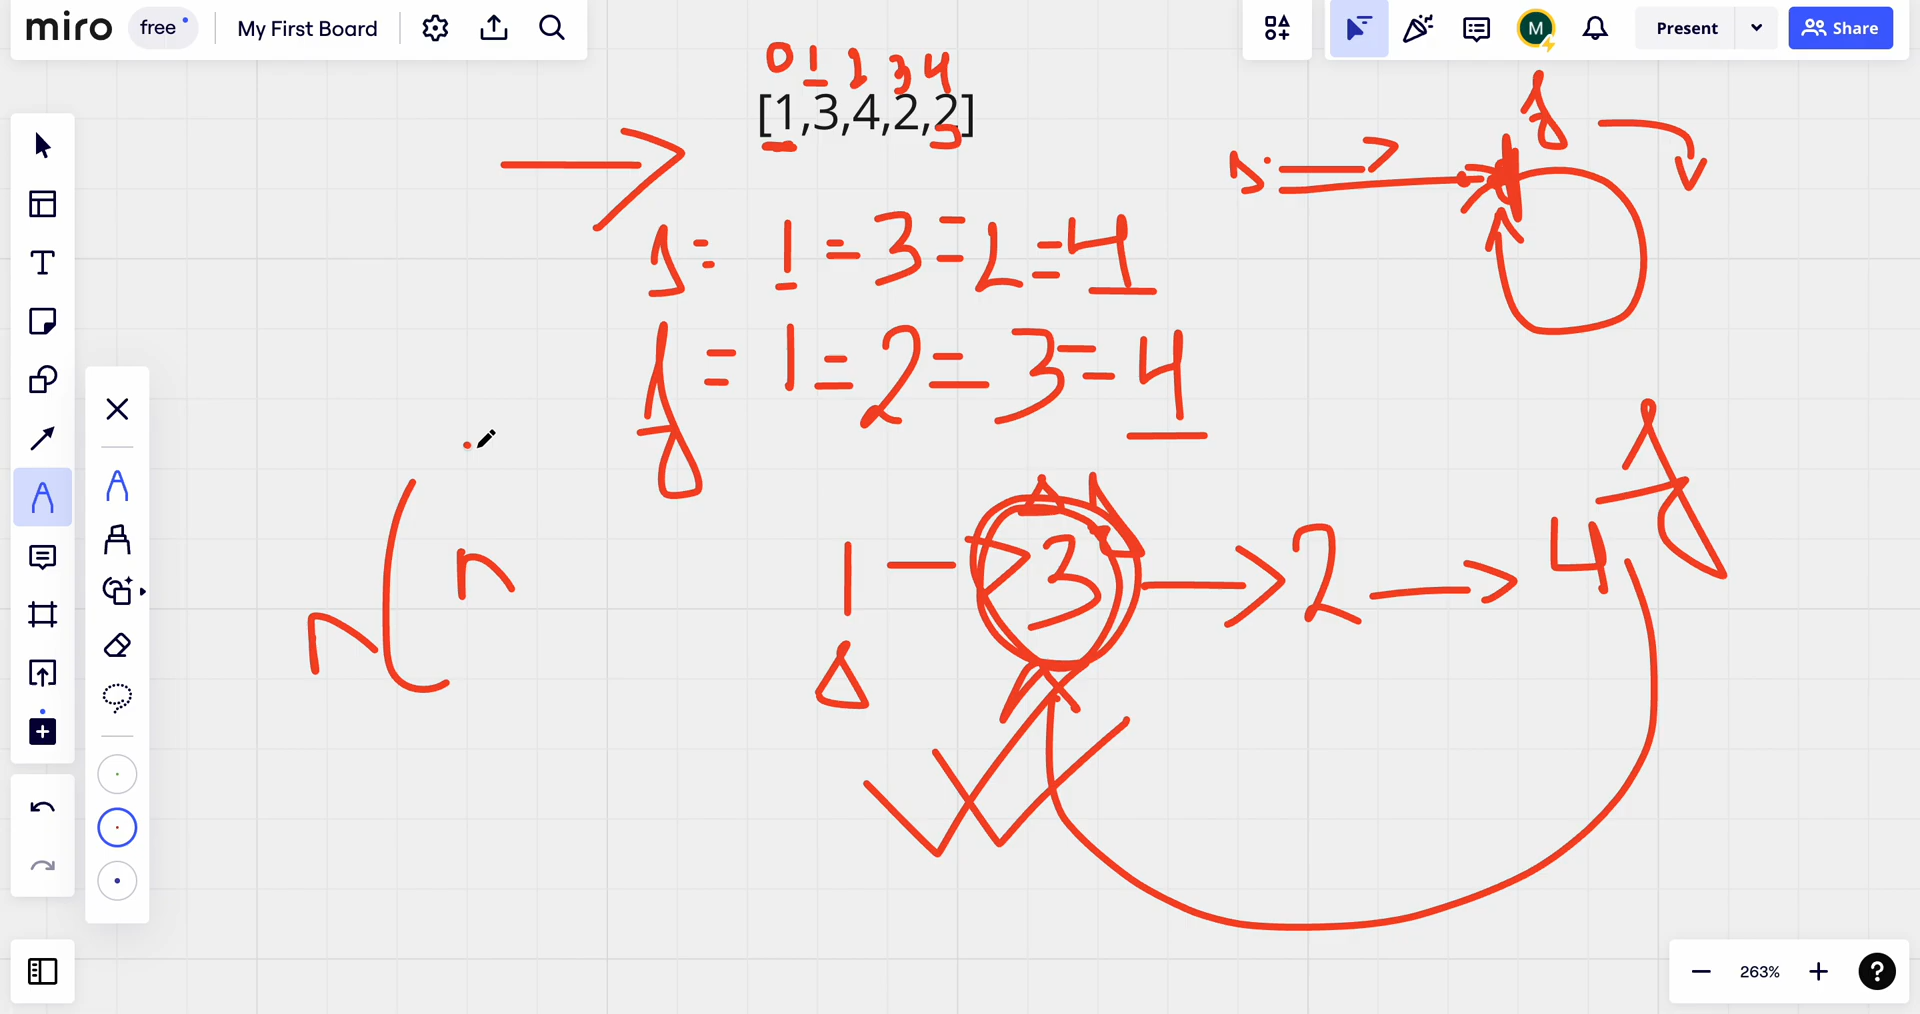 miro free My First Board Present Share
M
0 1 2 3 4
[1,3,4,2,2]
s: 1 = 3 = 2 = 4
f = 1 = 2 = 3 = 4
1 → 3 → 2 → 4
263%